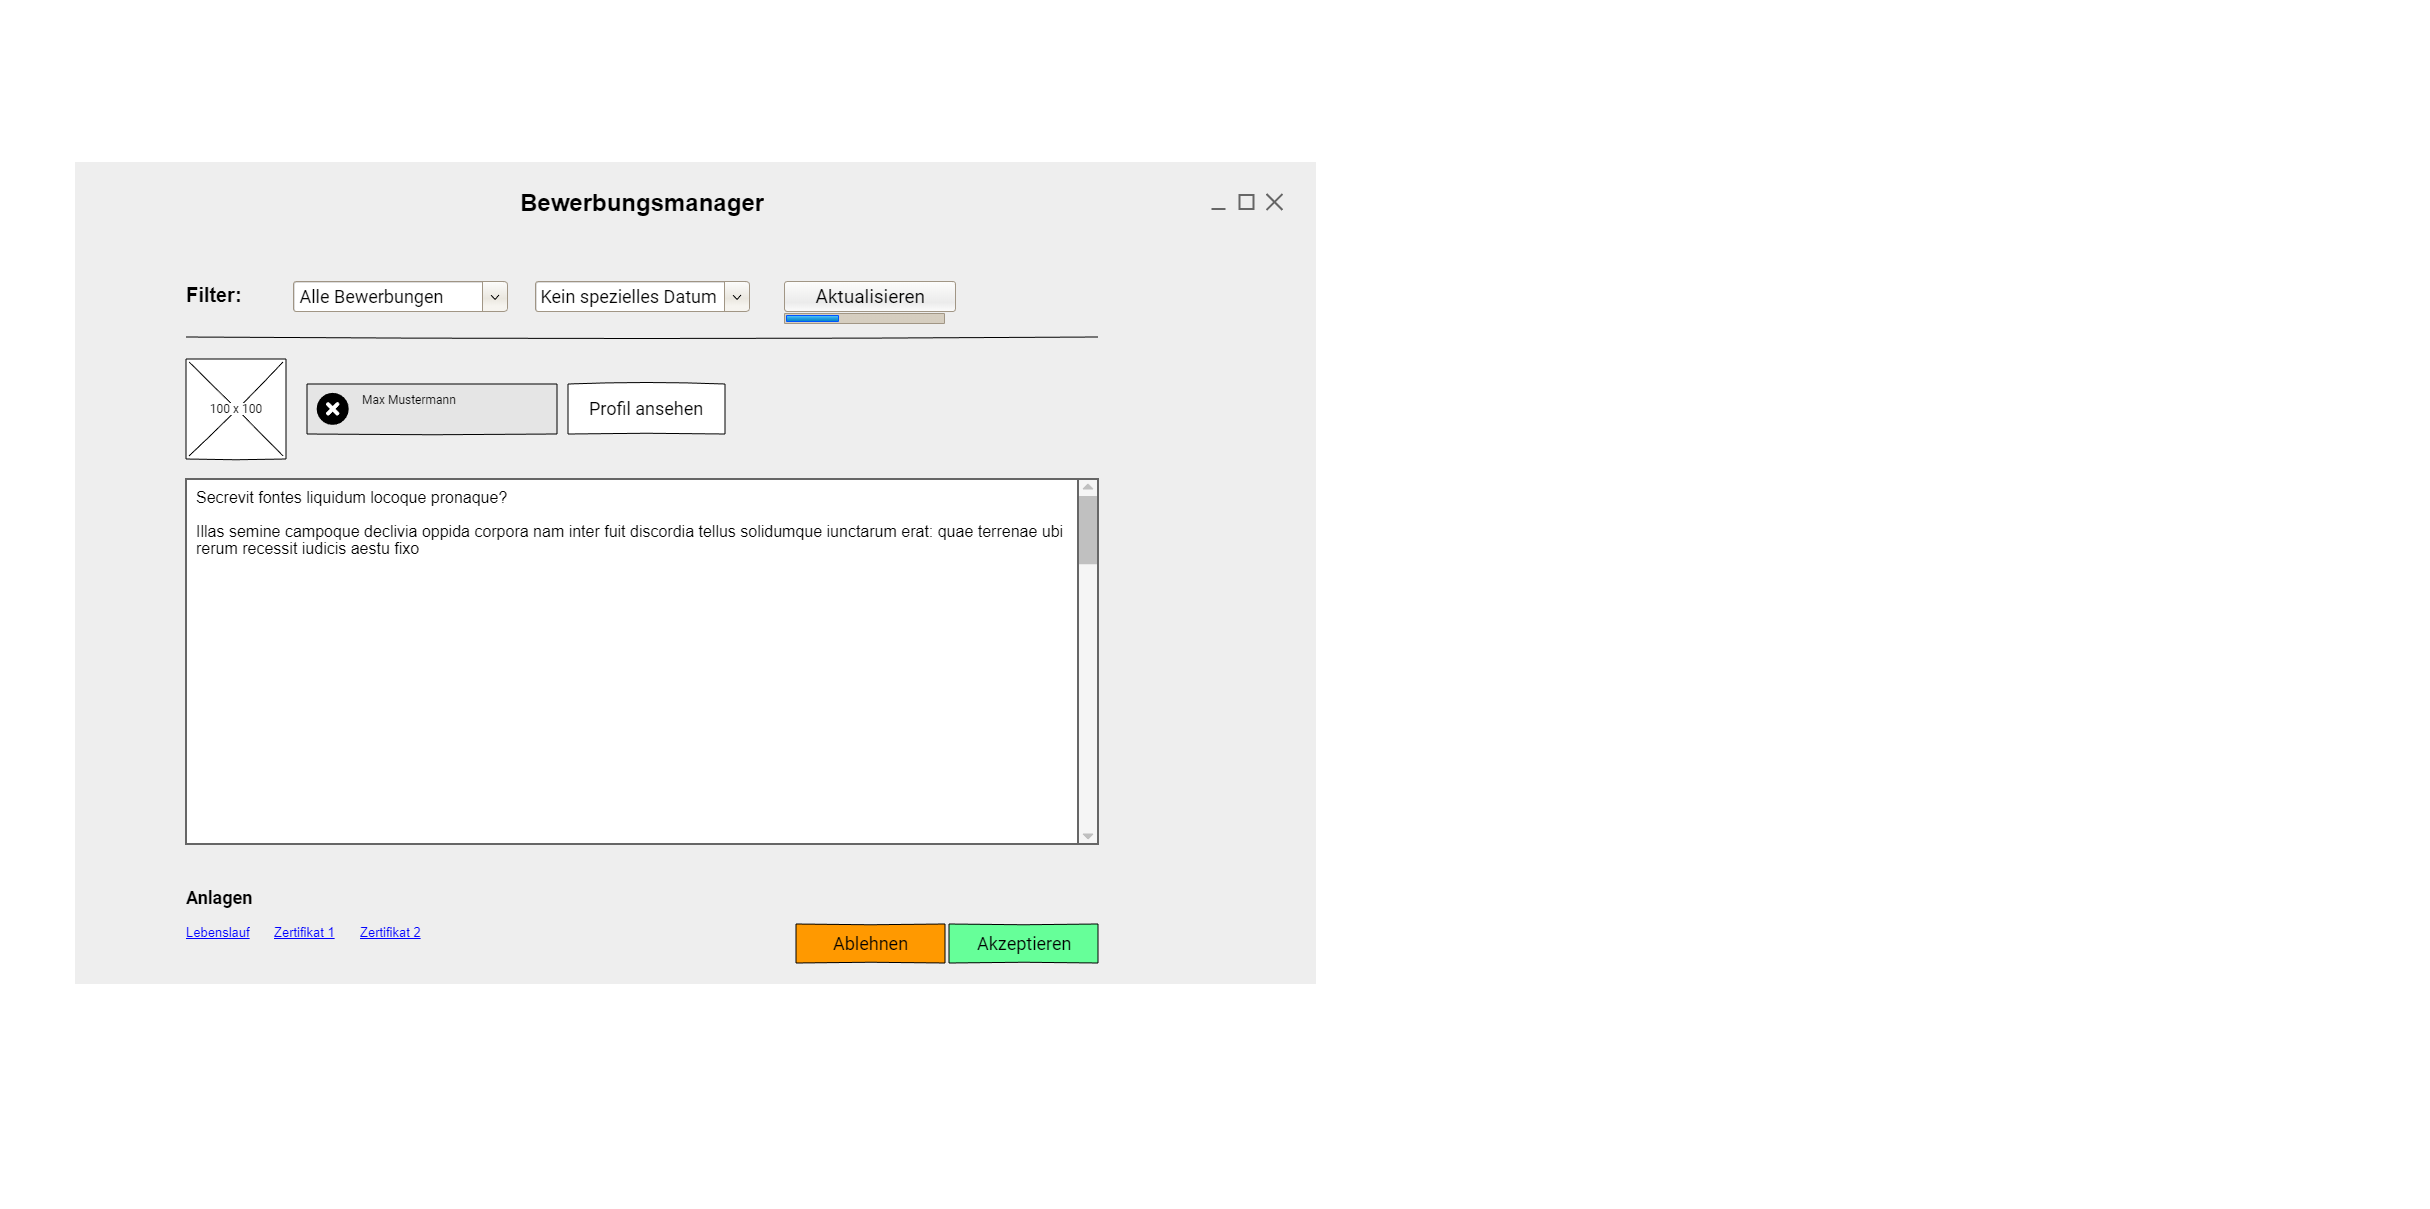 Bewerbungsmanager
Filter:
Alle Bewerbungen
Kein spezielles Datum
Aktualisieren
100 x 100
Max Mustermann
Profil ansehen
Secrevit fontes liquidum locoque pronaque?
Illas semine campoque declivia oppida corpora nam inter fuit discordia tellus solidumque iunctarum erat: quae terrenae ubi
rerum recessit iudicis aestu fixo
Anlagen
Lebenslauf
Zertifikat 1
Zertifikat 2
Ablehnen
Akzeptieren